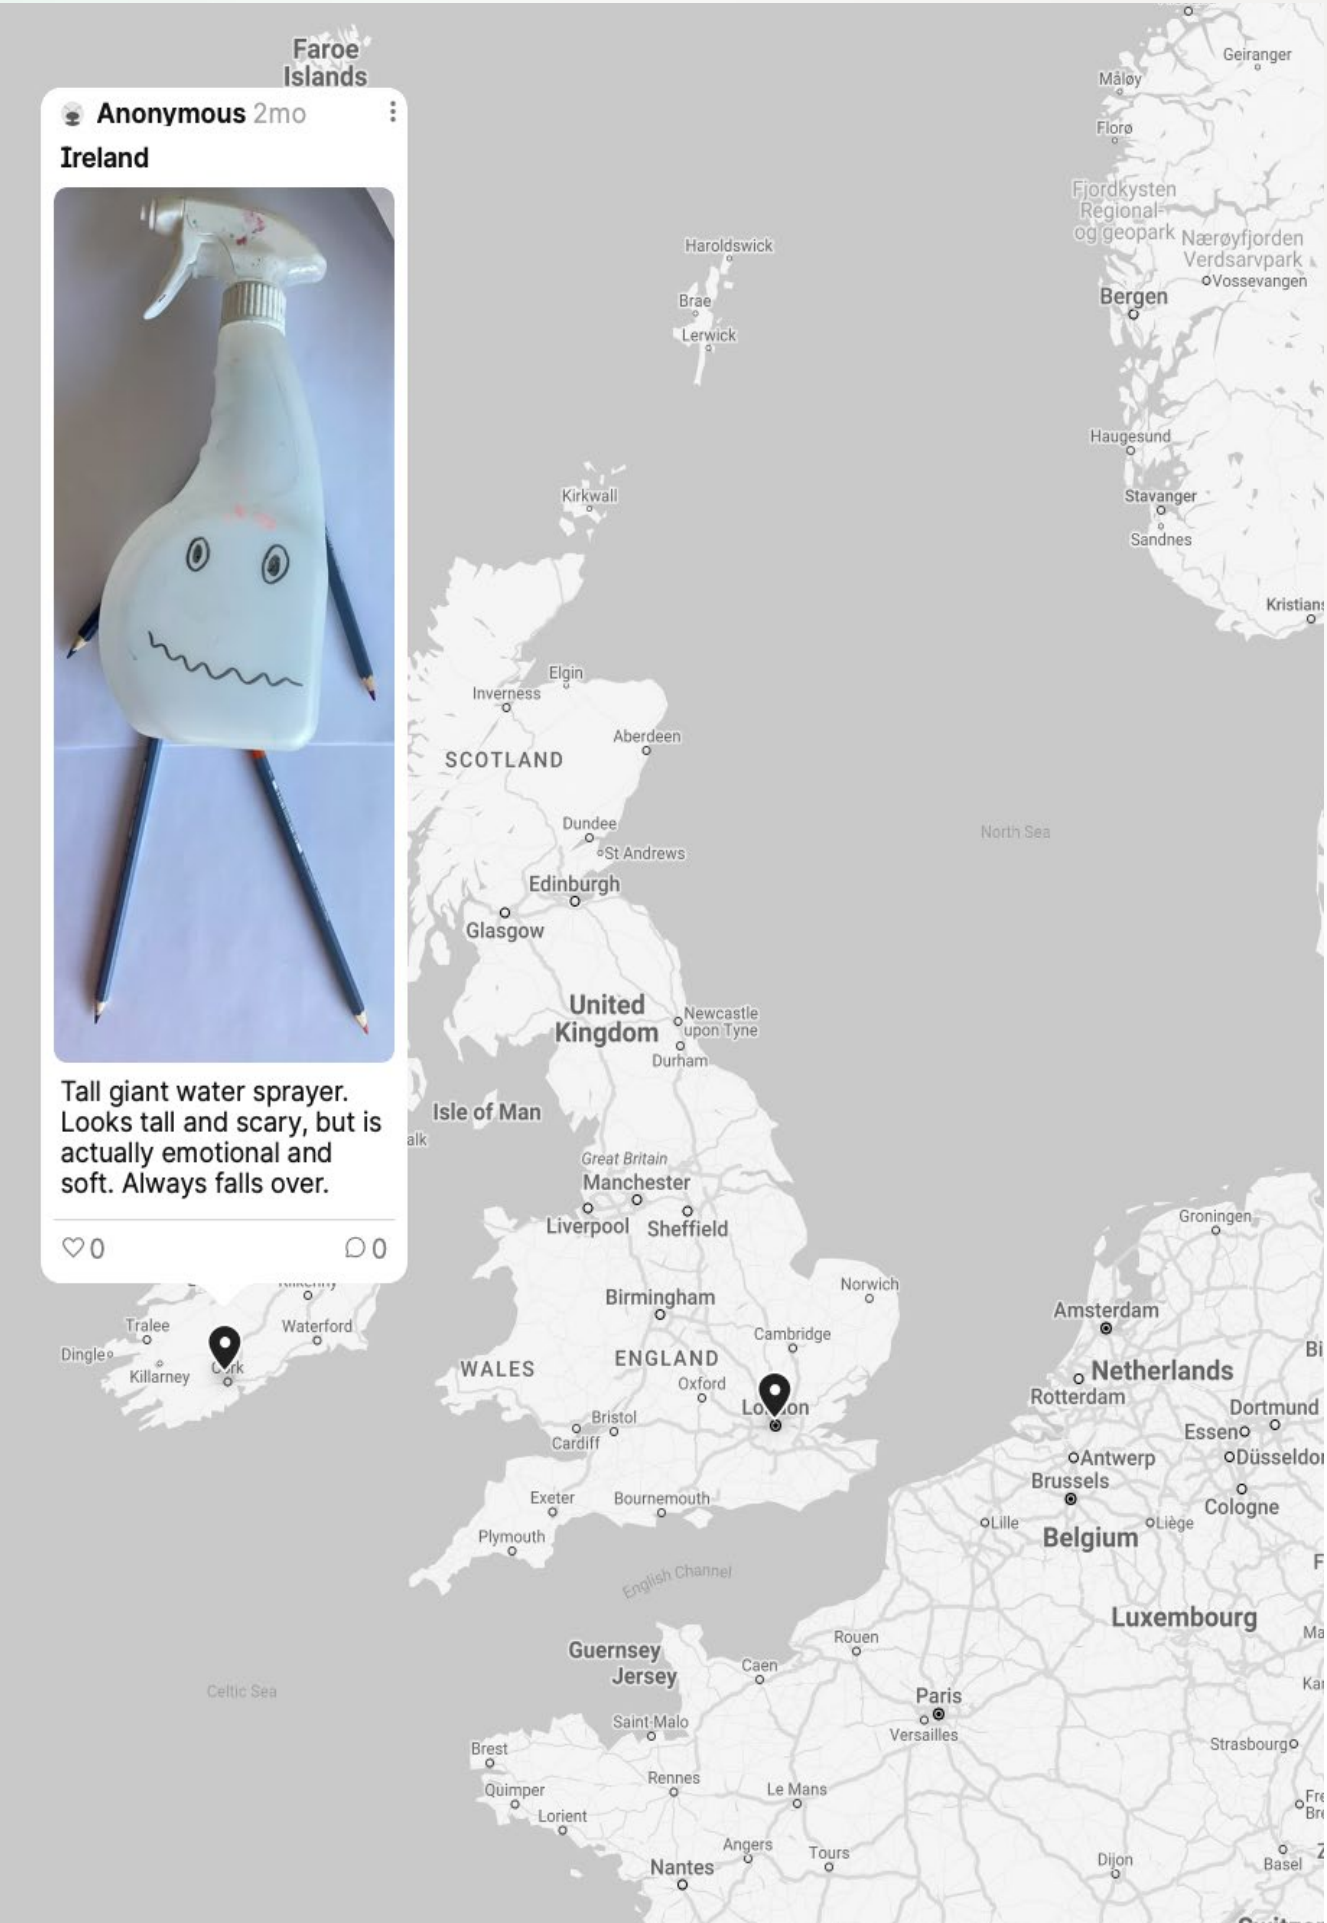 Faroe
Islands
Anonymous 2mo
Ireland
Tall giant water sprayer.
Looks tall and scary, but is
actually emotional and
soft. Always falls over.
0
0
Geiranger
Måløy
Florø
Fjordkysten
Regional-
og geopark
Nærøyfjorden
Verdsarvpark
Vossevangen
Bergen
Haroldswick
Brae
Lerwick
Haugesund
Stavanger
Sandnes
Kirkwall
Elgin
Inverness
Aberdeen
SCOTLAND
North Sea
Dundee
St Andrews
Edinburgh
Glasgow
United
Kingdom
Newcastle
upon Tyne
Durham
Isle of Man
Great Britain
Manchester
Liverpool
Sheffield
Groningen
Norwich
Birmingham
Amsterdam
Cambridge
Tralee
Waterford
Dingle
Killarney
Cork
WALES
ENGLAND
Netherlands
Oxford
Rotterdam
London
Dortmund
Bristol
Cardiff
Essen
Antwerp
Brussels
Exeter
Bournemouth
Cologne
Lille
Liège
Plymouth
Belgium
English Channel
Luxembourg
Guernsey
Jersey
Rouen
Caen
Celtic Sea
Paris
Versailles
Saint-Malo
Strasbourg
Brest
Rennes
Quimper
Le Mans
Lorient
Angers
Tours
Nantes
Dijon
Basel